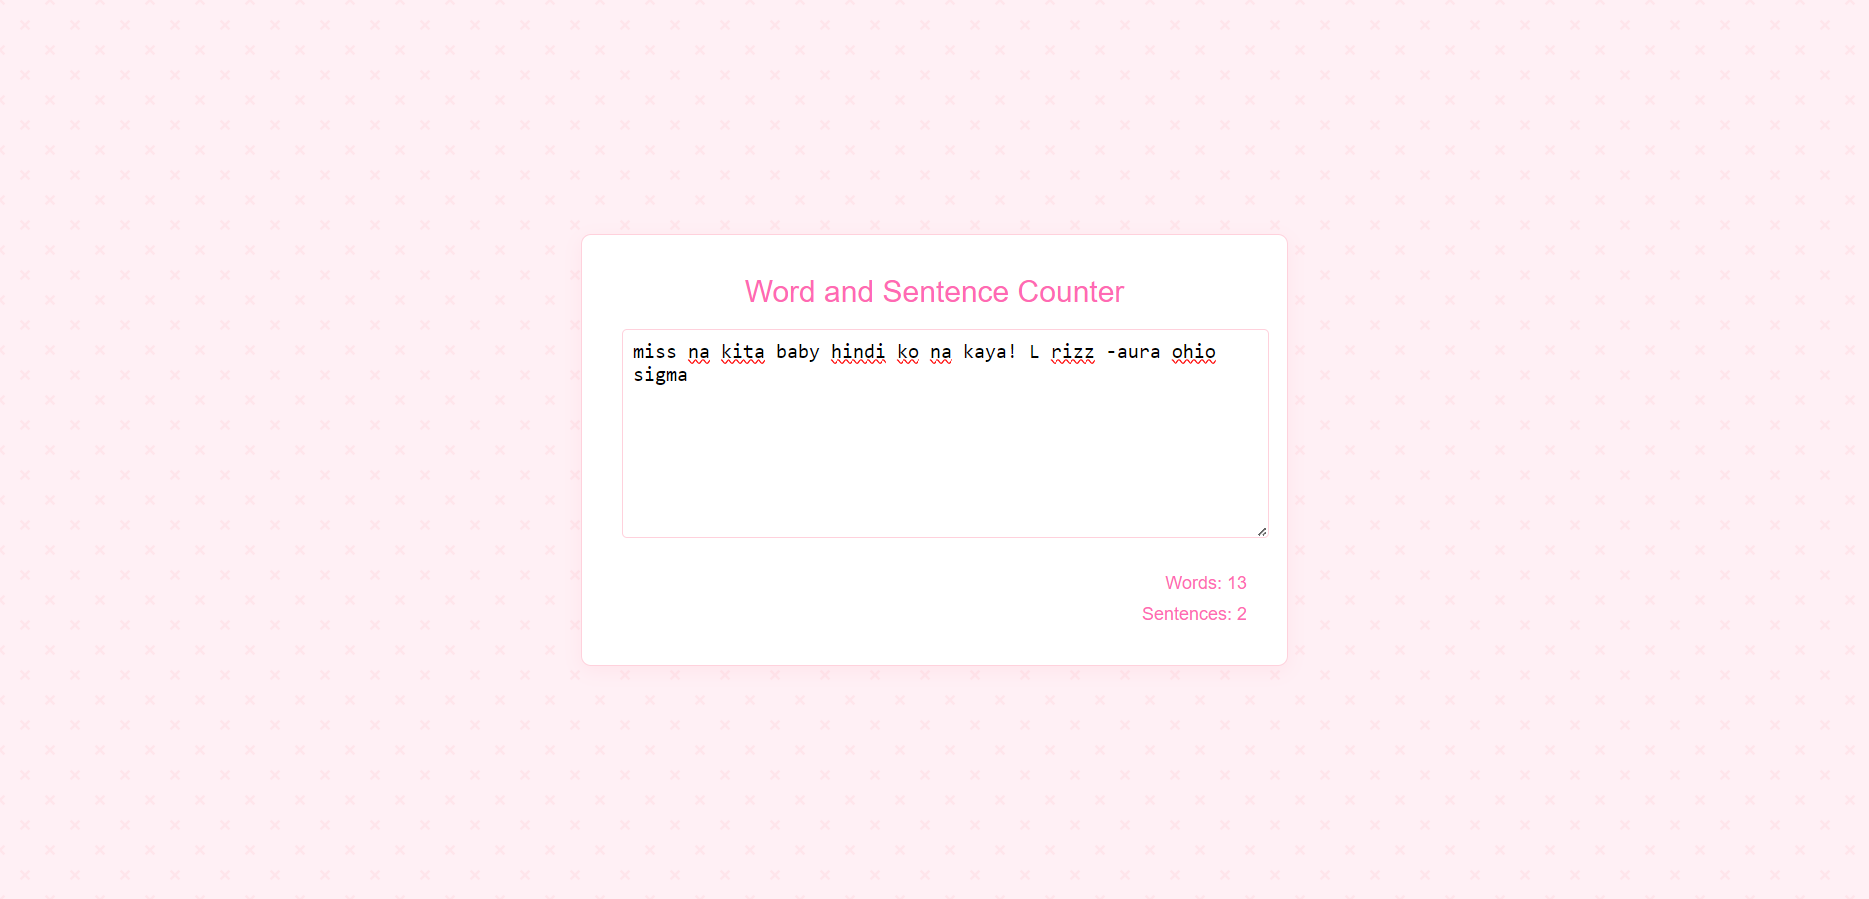 Word and Sentence Counter
miss na kita baby hindi ko na kaya! L rizz -aura ohio
sigma
Words: 13
Sentences: 2